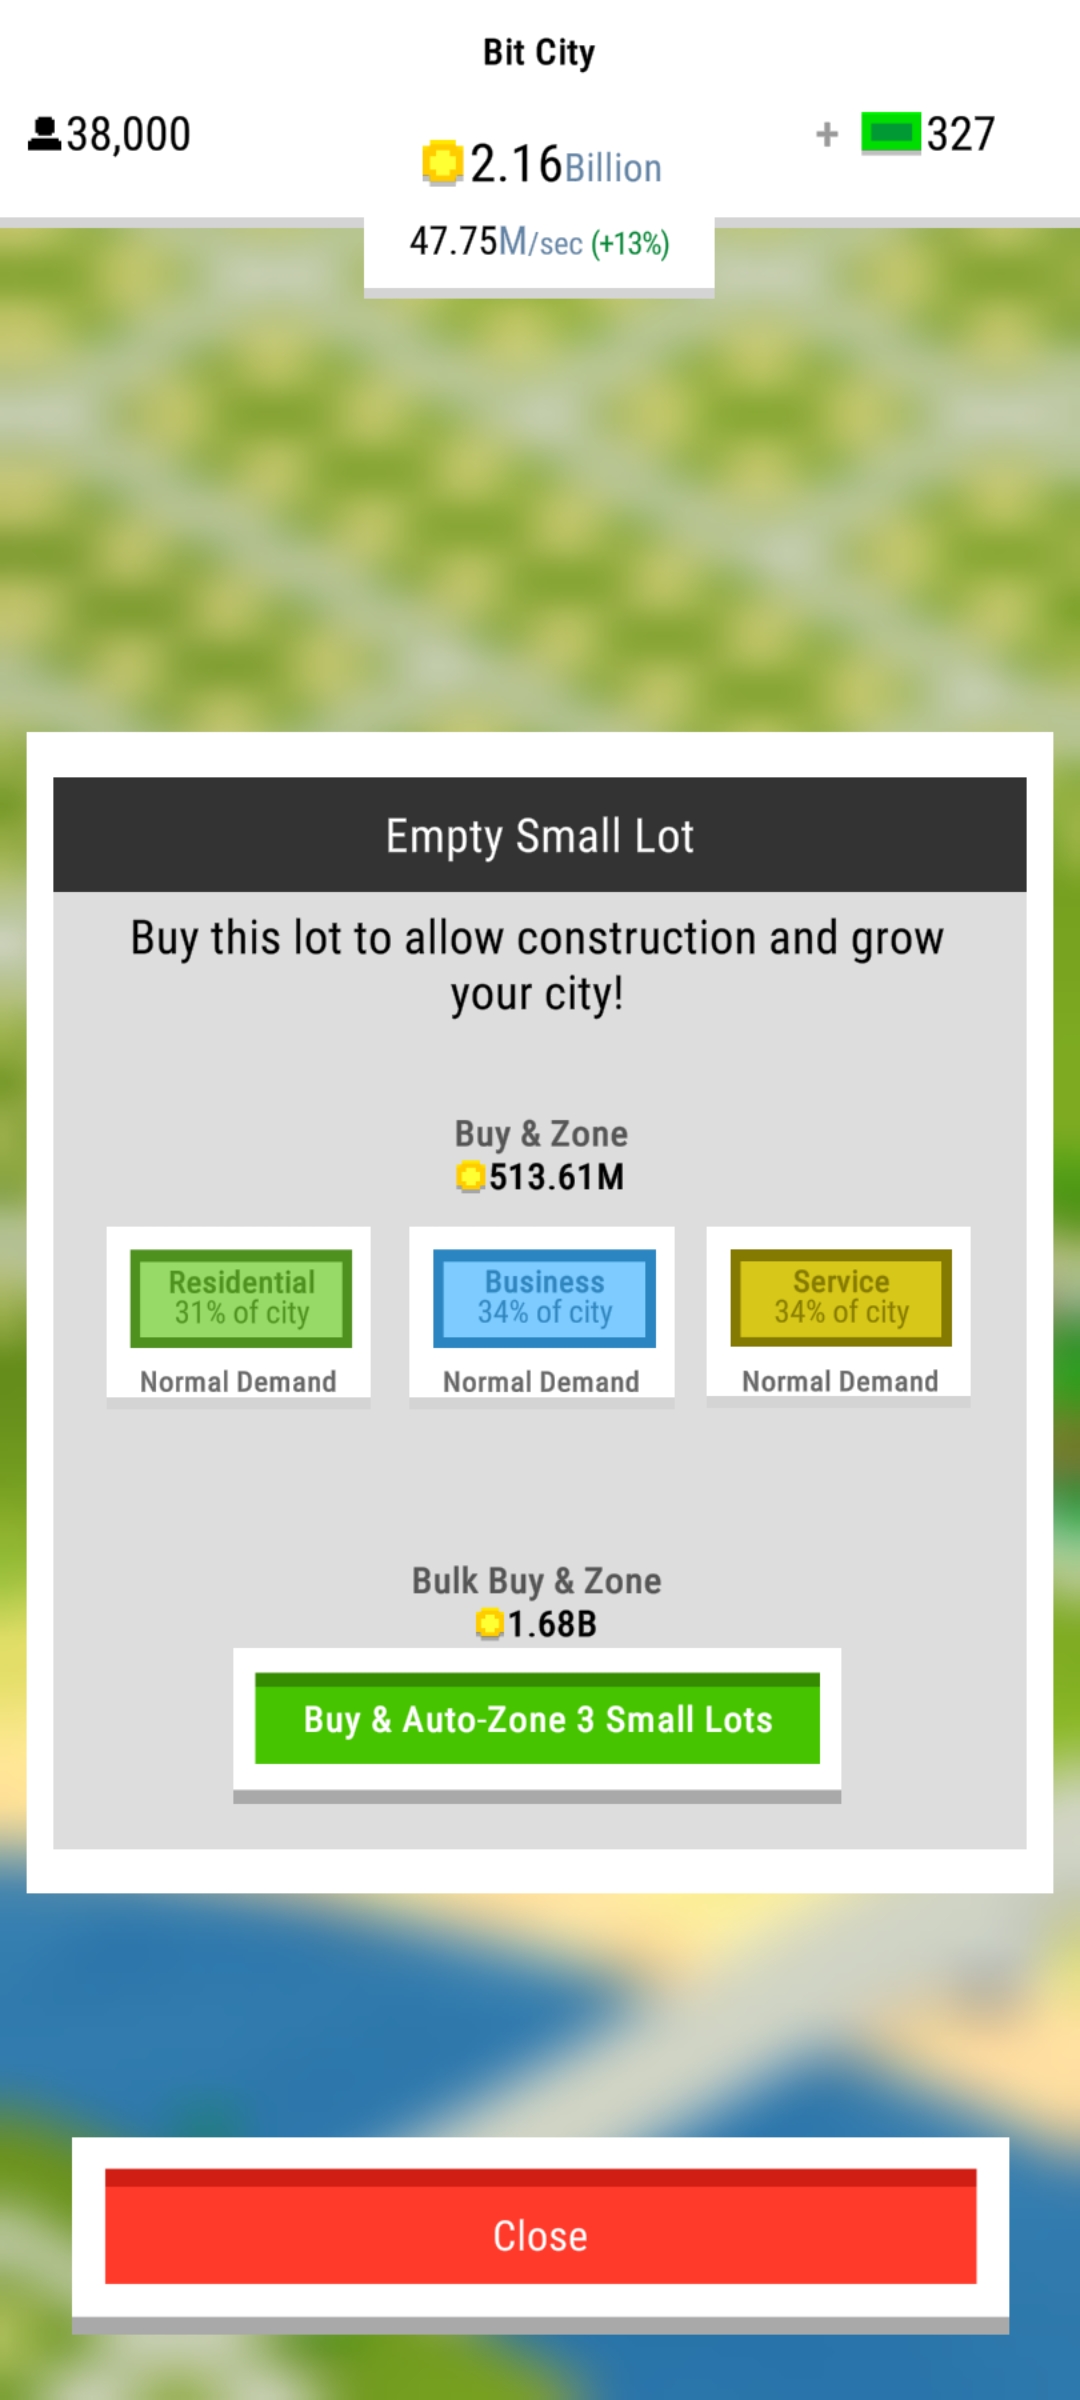 Bit City
38,000
2.16Billion
+ 327
47.75M/sec (+13%)
Empty Small Lot
Buy this lot to allow construction and grow
your city!
Buy & Zone
513.61M
Residential
31% of city
Normal Demand
Business
34% of city
Normal Demand
Service
34% of city
Normal Demand
Bulk Buy & Zone
1.68B
Buy & Auto-Zone 3 Small Lots
Close